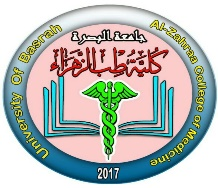 جامعة البصرة
كلية طب الزهراء
University Of Basrah
Al-Zahraa College of Medicine
2017